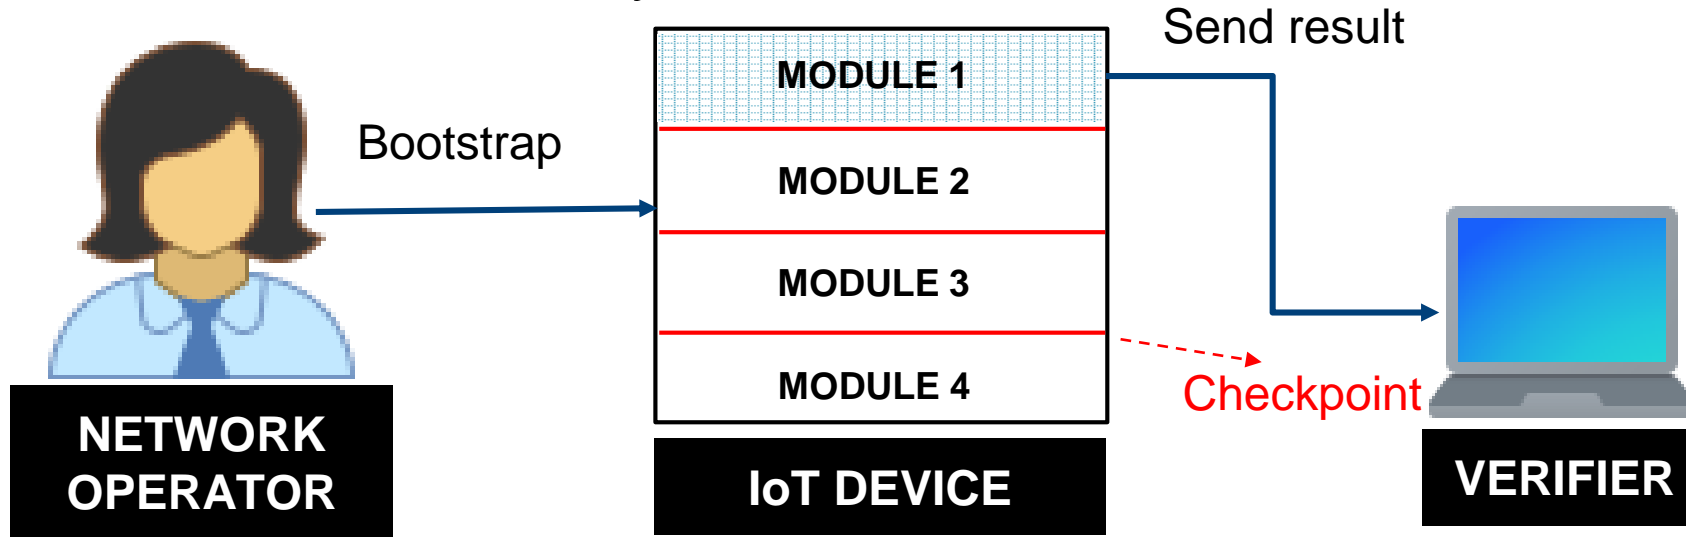 Send result
MODULE 1
Bootstrap
MODULE 2
MODULE 3
MODULE 4
Checkpoint
NETWORK
OPERATOR
IoT DEVICE
VERIFIER